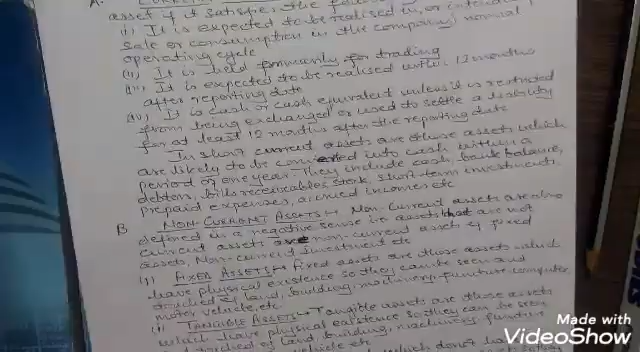 A.
asset if it satisfies the
(i) It is expected to be realised in, or intended
sale or consumption in the company's normal
operating cycle
(ii) It is held primarily for trading
(iii) It is expected to be realised within 12 months
after reporting date
(iv) It is cash or cash equivalent unless it is restricted
from being exchanged or used to settle a liability
for at least 12 months after the reporting date
In short current assets are those assets which
are likely to be converted into cash within a
period of one year. They include cash, bank balance,
debtors, bills receivables, stock, short-term investments,
prepaid expenses, accrued incomes etc
B NON-CURRENT ASSETS Non-current assets are also
defined in a negative sense i.e assets that are not
current assets are non-current assets eg fixed
assets, Non-current investment etc
(i) FIXED ASSETS Fixed assets are those assets which
have physical existence so they can be seen and
touched eg land, building, machinery, furniture computer,
motor vehicle, etc.
(ii) TANGIBLE ASSETS Tangible assets are those assets
which have physical existence so they can be seen
and touched eg land, building, machinery, furniture
vehicle etc
which don't ha
Made with
VideoShow